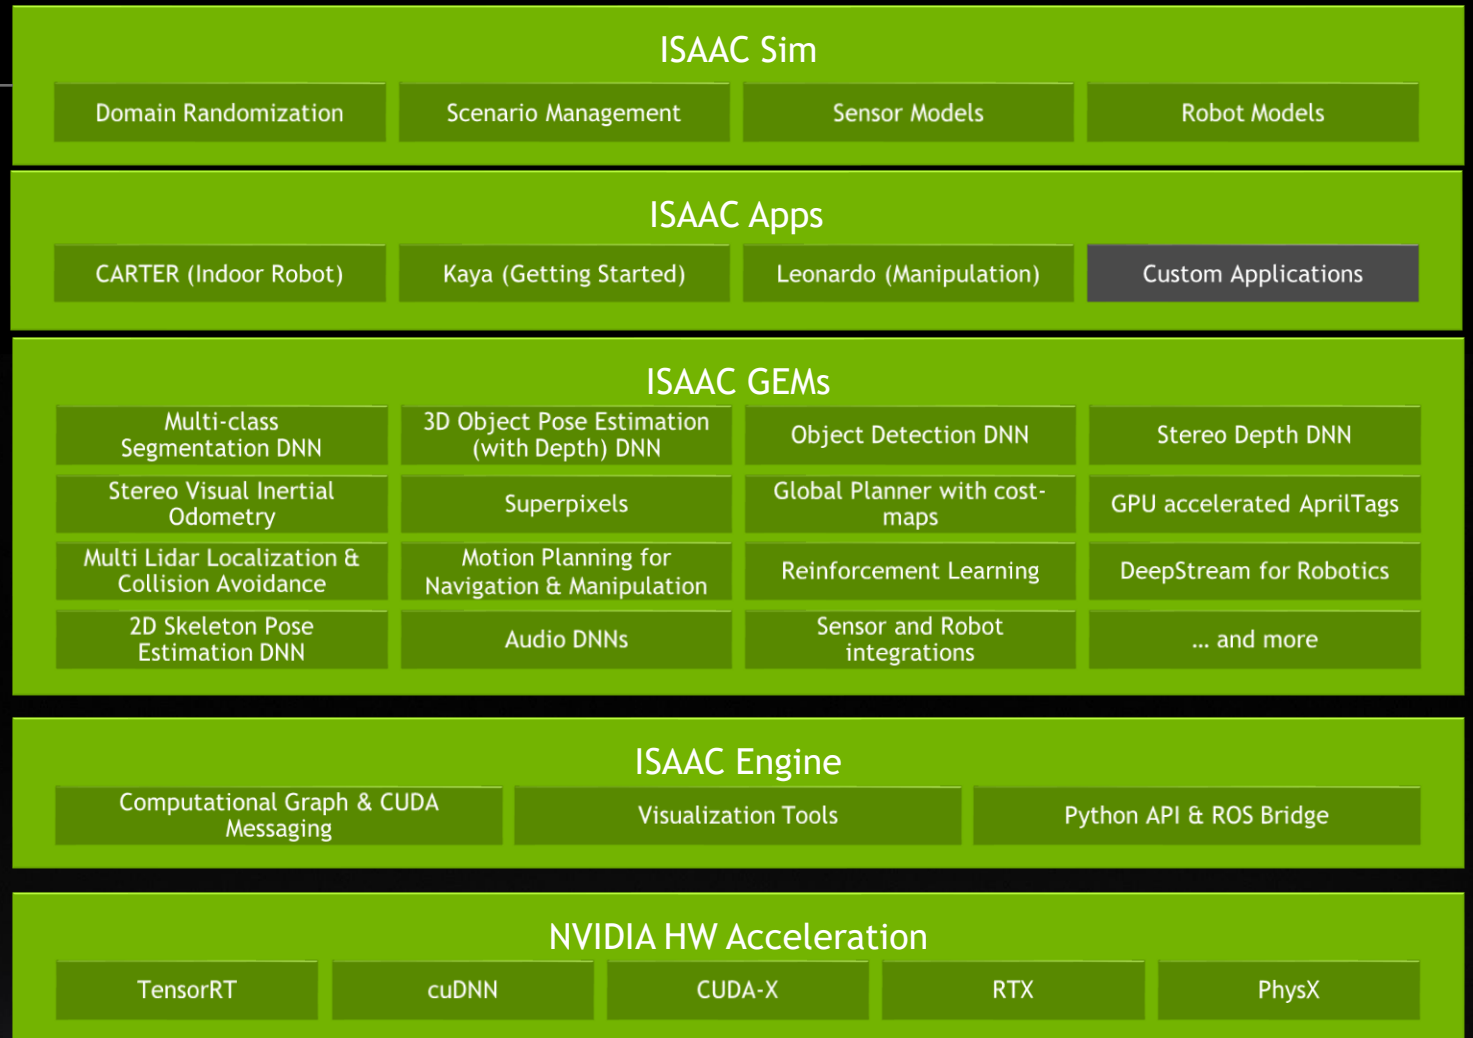 ISAAC Sim
Domain Randomization
Scenario Management
Sensor Models
Robot Models
ISAAC Apps
CARTER (Indoor Robot)
Kaya (Getting Started)
Leonardo (Manipulation)
Custom Applications
ISAAC GEMs
Multi-class
Segmentation DNN
3D Object Pose Estimation
(with Depth) DNN
Object Detection DNN
Stereo Depth DNN
Stereo Visual Inertial
Odometry
Superpixels
Global Planner with cost-
maps
GPU accelerated AprilTags
Multi Lidar Localization &
Collision Avoidance
Motion Planning for
Navigation & Manipulation
Reinforcement Learning
DeepStream for Robotics
2D Skeleton Pose
Estimation DNN
Audio DNNs
Sensor and Robot
integrations
… and more
ISAAC Engine
Computational Graph & CUDA
Messaging
Visualization Tools
Python API & ROS Bridge
NVIDIA HW Acceleration
TensorRT
cuDNN
CUDA-X
RTX
PhysX